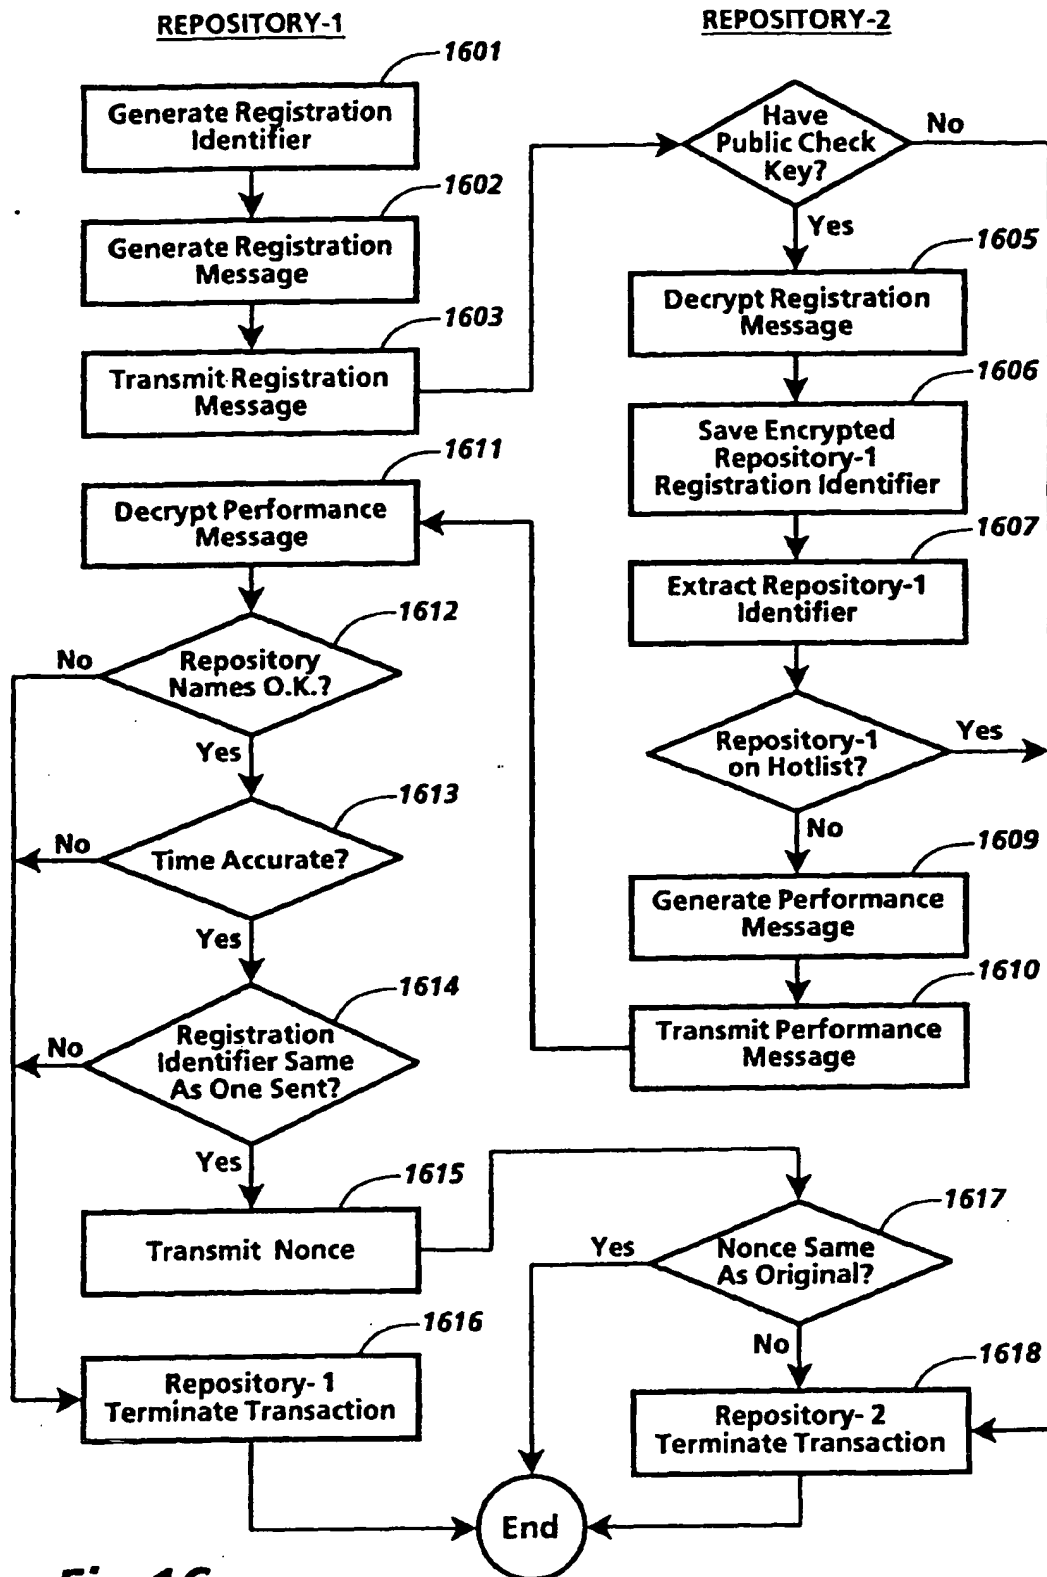 REPOSITORY-1
1601
Generate Registration
Identifier
1602
Generate Registration
Message
1603
Transmit Registration
Message
1611
Decrypt Performance
Message
1612
Repository
Names O.K.?
No
Yes
1613
Time Accurate?
No
Yes
1614
Registration
Identifier Same
As One Sent?
No
Yes
1615
Transmit Nonce
1616
Repository- 1
Terminate Transaction
REPOSITORY-2
Have
Public Check
Key?
No
Yes
1605
Decrypt Registration
Message
1606
Save Encrypted
Repository-1
Registration Identifier
1607
Extract Repository-1
Identifier
Repository-1
on Hotlist?
Yes
No
1609
Generate Performance
Message
1610
Transmit Performance
Message
1617
Nonce Same
As Original?
Yes
No
1618
Repository- 2
Terminate Transaction
End